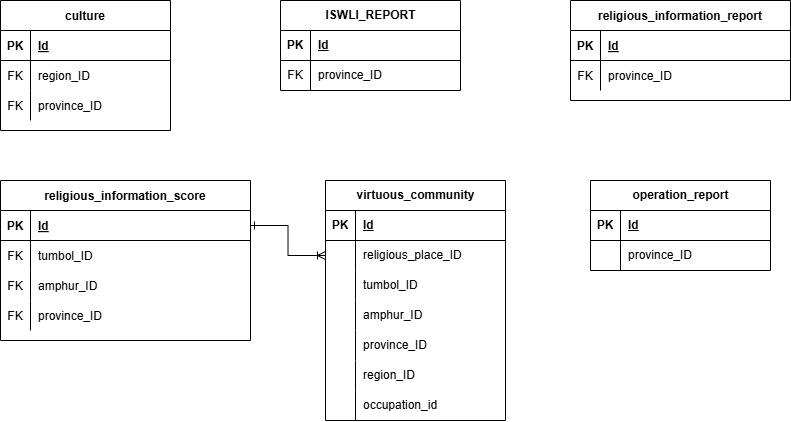 culture
PK Id
FK region_ID
FK province_ID
ISWLI_REPORT
PK Id
FK province_ID
religious_information_report
PK Id
FK province_ID
religious_information_score
PK Id
FK tumbol_ID
FK amphur_ID
FK province_ID
virtuous_community
PK Id
religious_place_ID
tumbol_ID
amphur_ID
province_ID
region_ID
occupation_id
operation_report
PK Id
province_ID